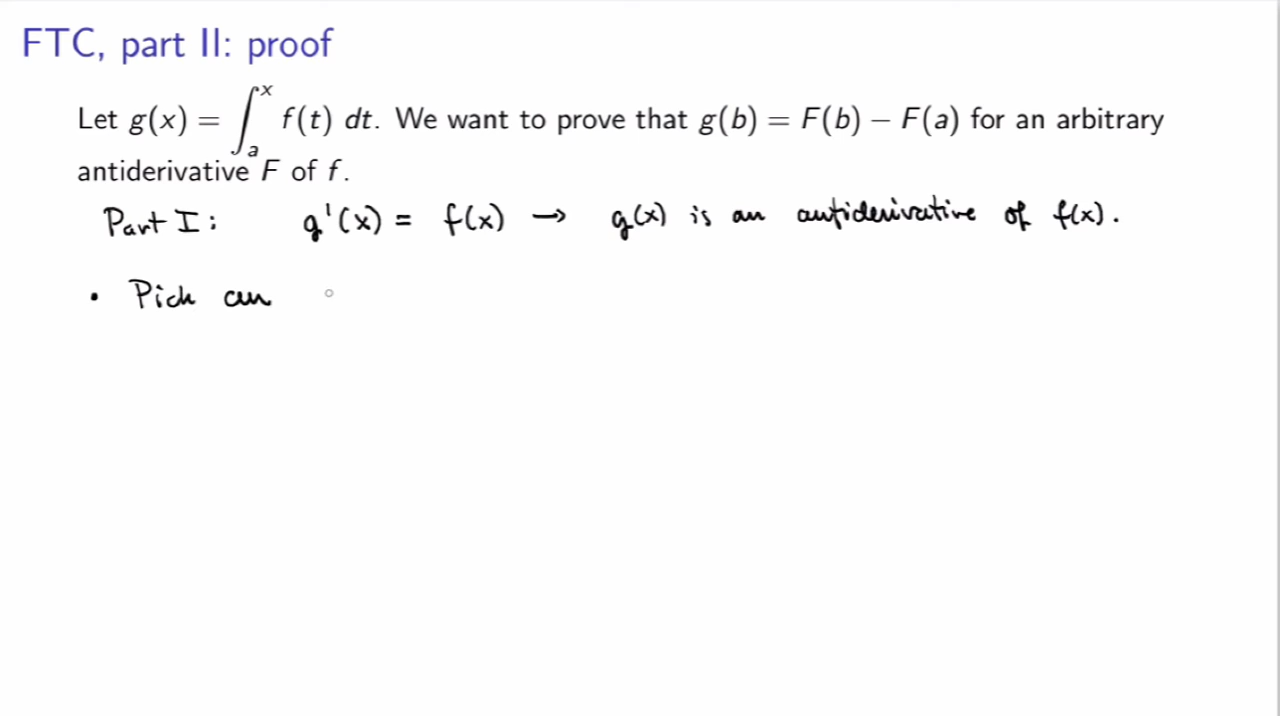 FTC, part II: proof
Let g(x) = ∫ₐˣ f(t) dt. We want to prove that g(b) = F(b) − F(a) for an arbitrary
antiderivative F of f.
Part I: g'(x) = f(x) → g(x) is an antiderivative of f(x).
• Pick an